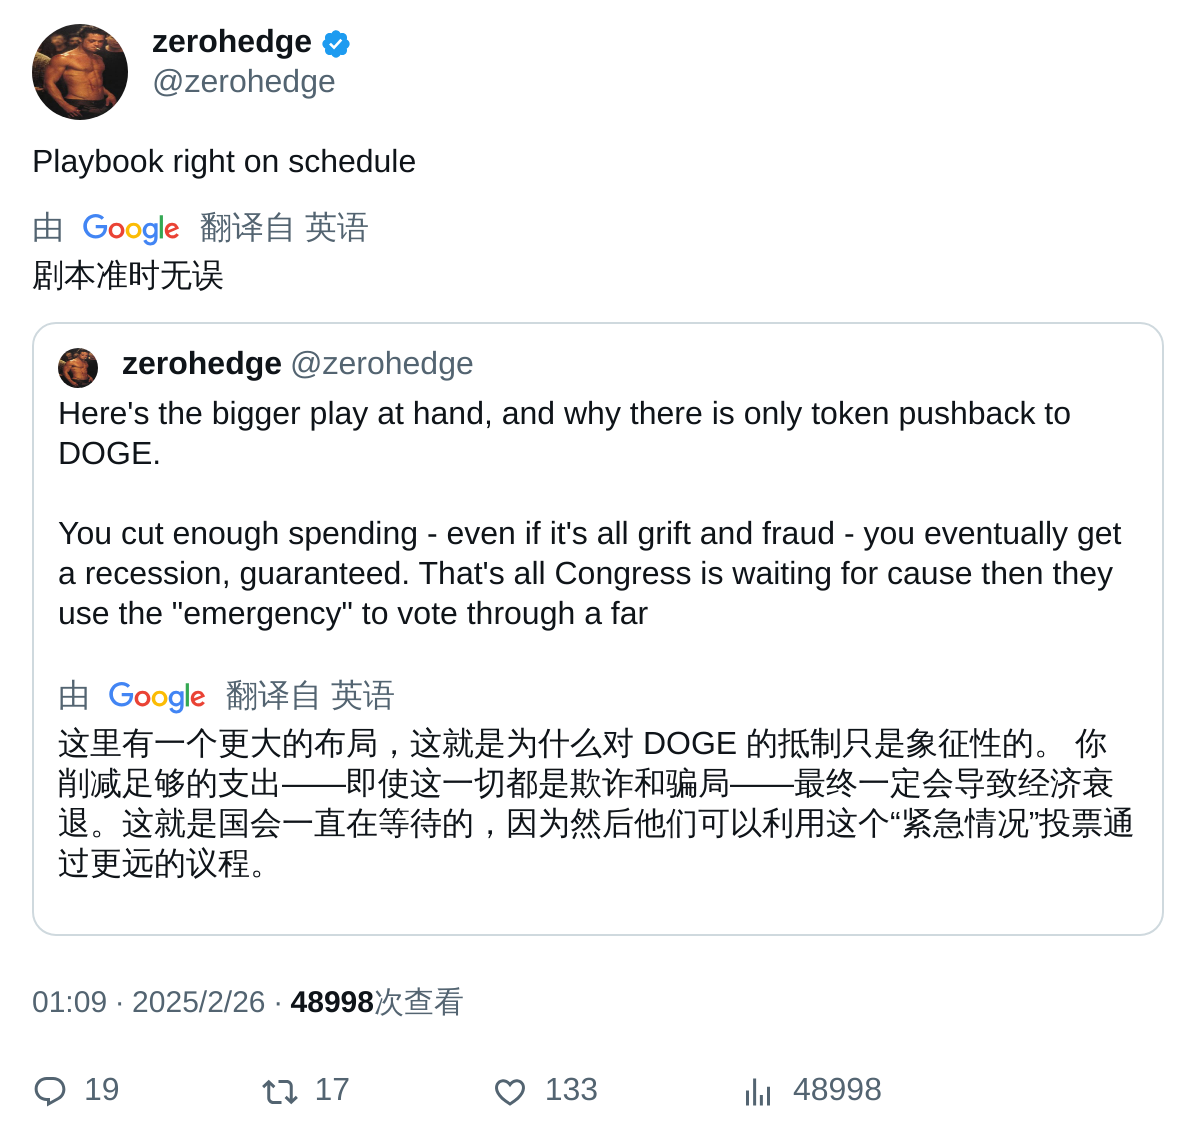 zerohedge
@zerohedge
Playbook right on schedule
由 Google 翻译自 英语
剧本准时无误
zerohedge @zerohedge
Here's the bigger play at hand, and why there is only token pushback to
DOGE.
You cut enough spending - even if it's all grift and fraud - you eventually get
a recession, guaranteed. That's all Congress is waiting for cause then they
use the "emergency" to vote through a far
由 Google 翻译自 英语
这里有一个更大的布局，这就是为什么对 DOGE 的抵制只是象征性的。 你
削减足够的支出——即使这一切都是欺诈和骗局——最终一定会导致经济衰
退。这就是国会一直在等待的，因为然后他们可以利用这个“紧急情况”投票通
过更远的议程。
01:09 · 2025/2/26 · 48998次查看
19 17 133 48998